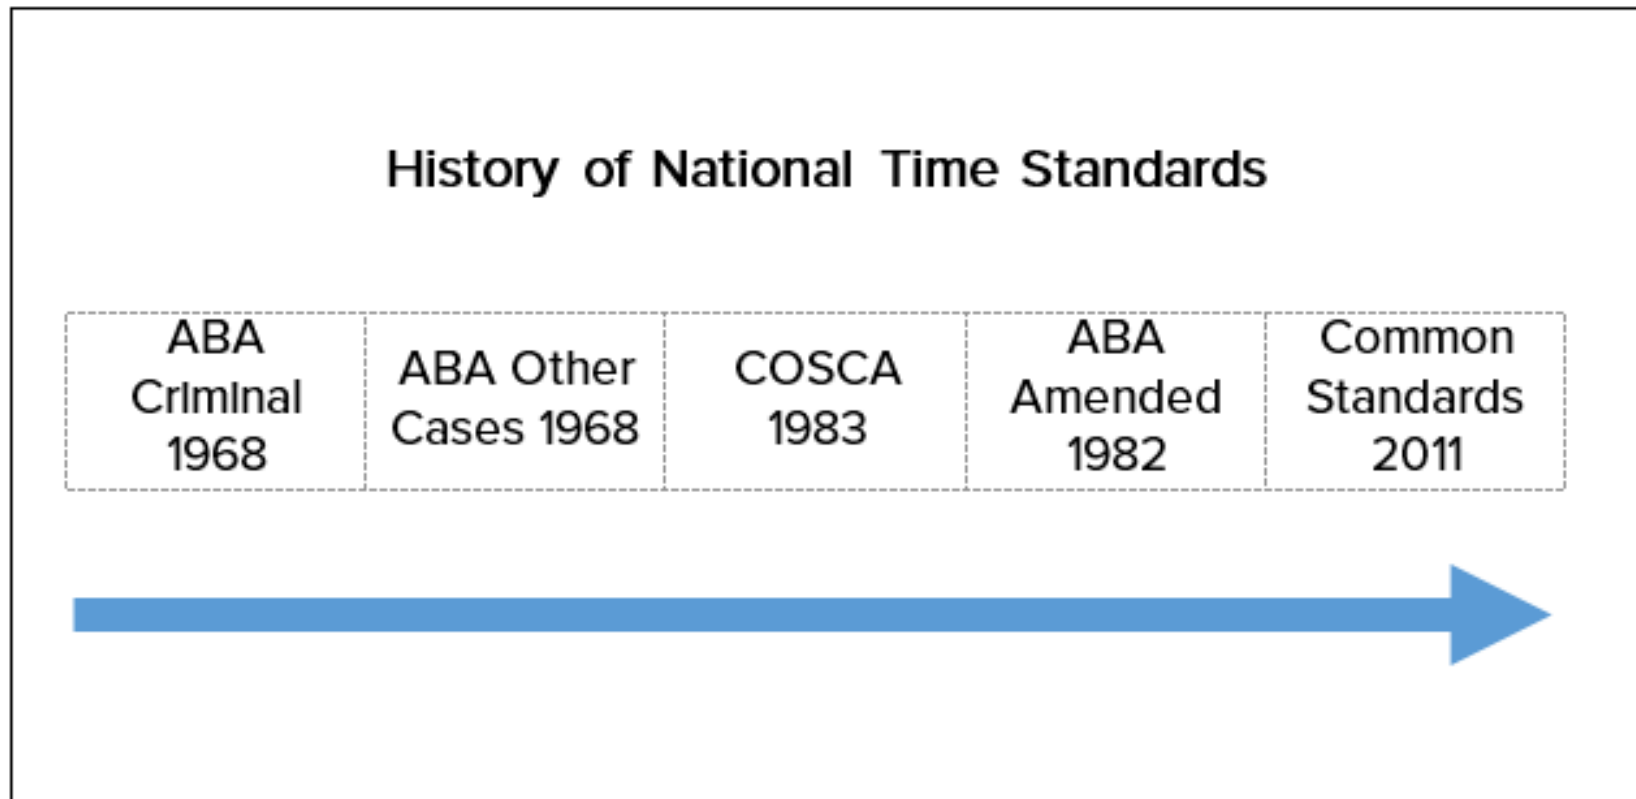 History of National Time Standards
ABA
Criminal
1968
ABA Other
Cases 1968
COSCA
1983
ABA
Amended
1982
Common
Standards
2011